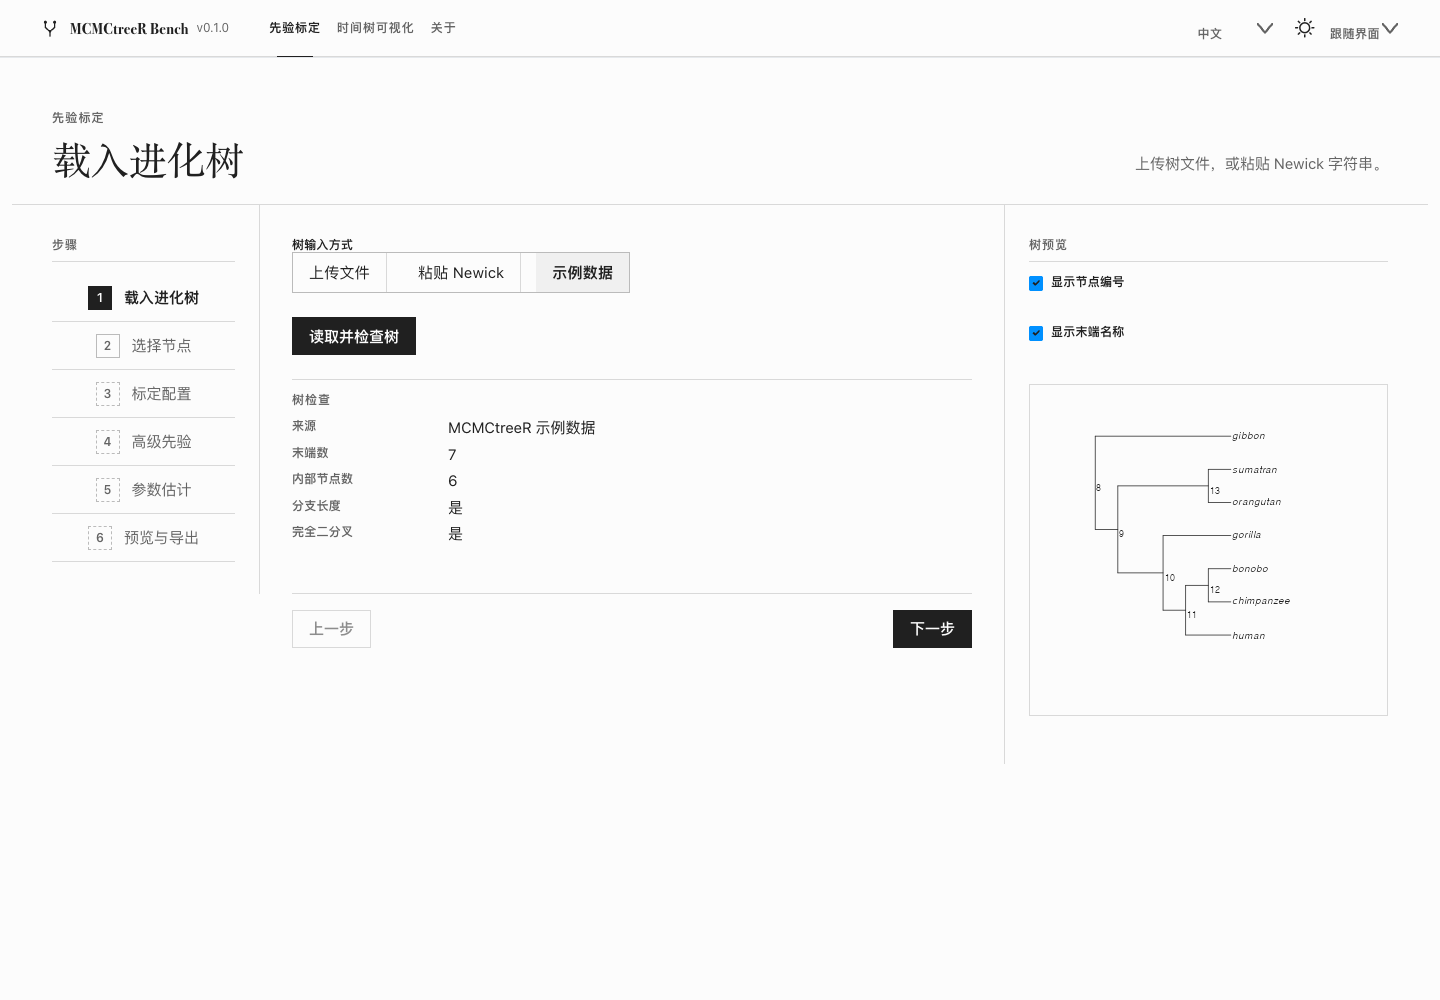 MCMCtreeR Bench v0.1.0 先验标定 时间树可视化 关于 中文 跟随界面
先验标定
载入进化树
上传树文件，或粘贴 Newick 字符串。
步骤
1 载入进化树
2 选择节点
3 标定配置
4 高级先验
5 参数估计
6 预览与导出
树输入方式
上传文件 粘贴 Newick 示例数据
读取并检查树
树检查
来源 MCMCtreeR 示例数据
末端数 7
内部节点数 6
分支长度 是
完全二分叉 是
上一步 下一步
树预览
显示节点编号
显示末端名称
gibbon
sumatran
8
13
orangutan
9
gorilla
bonobo
10
12
chimpanzee
11
human